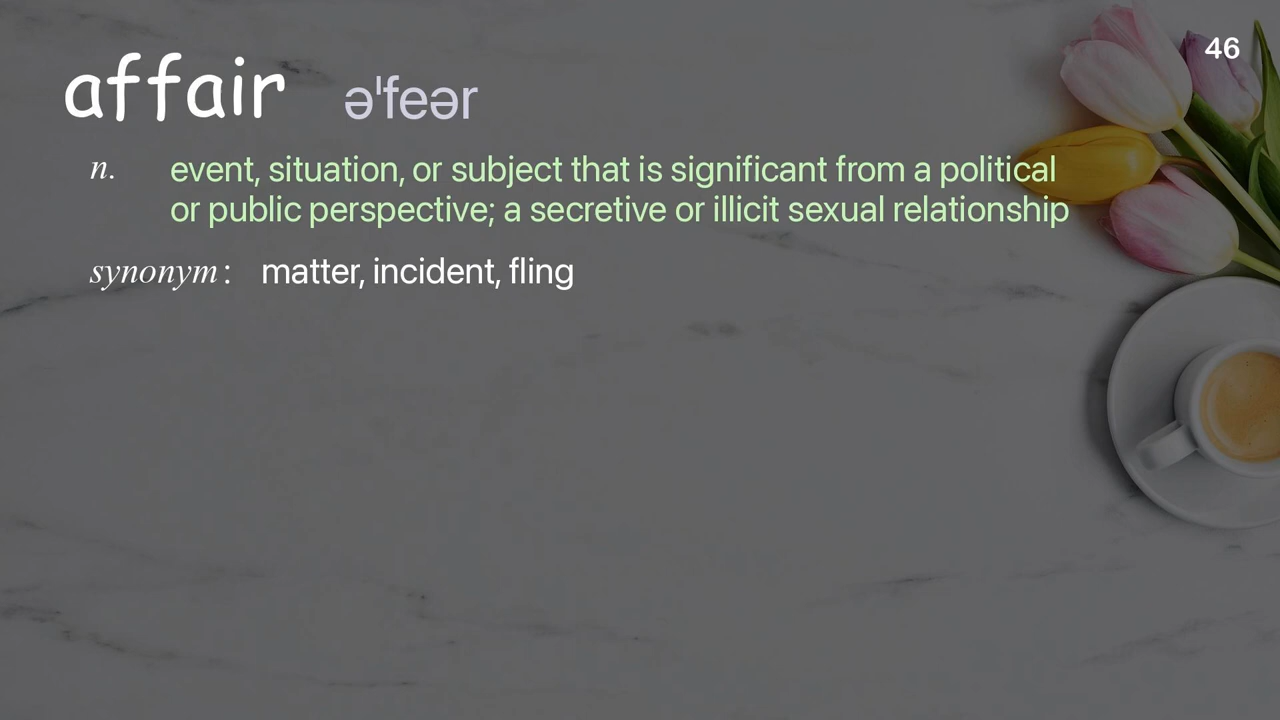 46
affair əˈfeər
n. event, situation, or subject that is significant from a political
or public perspective; a secretive or illicit sexual relationship
synonym: matter, incident, fling